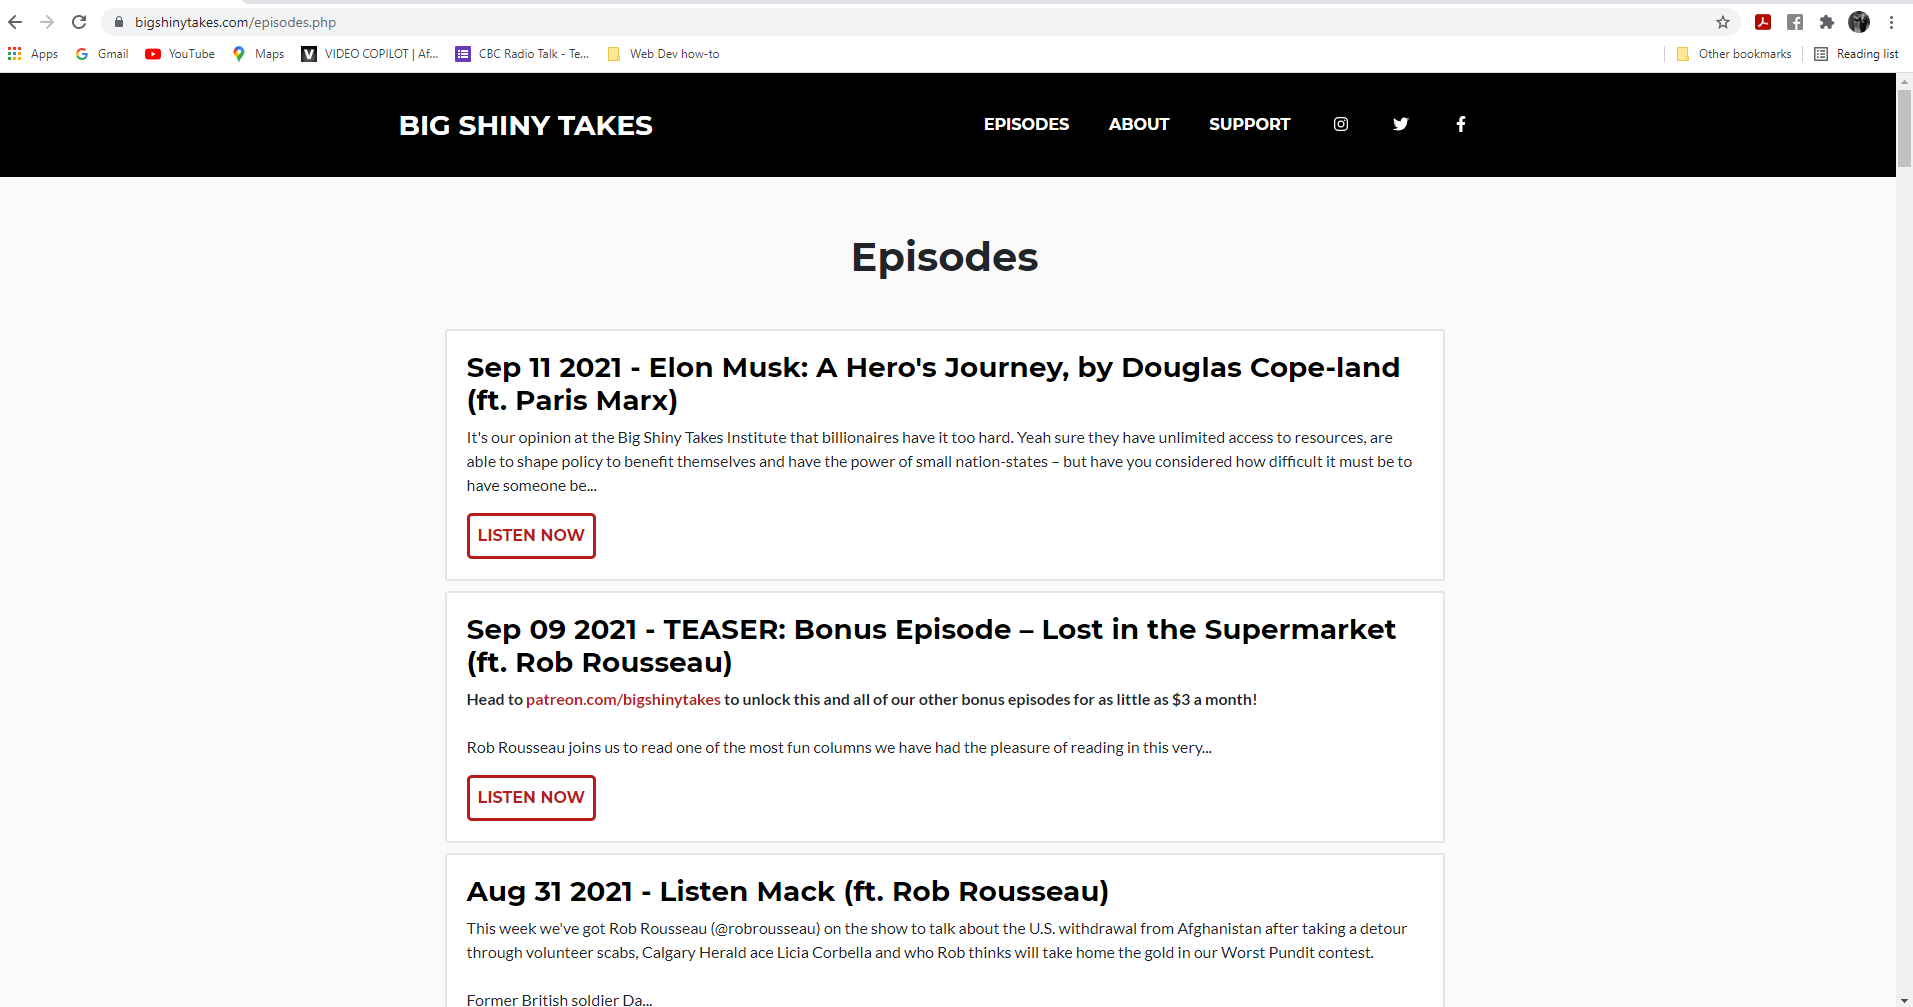 bigshinytakes.com/episodes.php
Apps Gmail YouTube Maps VIDEO COPILOT | Af... CBC Radio Talk - Te... Web Dev how-to Other bookmarks Reading list
BIG SHINY TAKES EPISODES ABOUT SUPPORT
Episodes
Sep 11 2021 - Elon Musk: A Hero's Journey, by Douglas Cope-land
(ft. Paris Marx)
It's our opinion at the Big Shiny Takes Institute that billionaires have it too hard. Yeah sure they have unlimited access to resources, are
able to shape policy to benefit themselves and have the power of small nation-states – but have you considered how difficult it must be to
have someone be...
LISTEN NOW
Sep 09 2021 - TEASER: Bonus Episode – Lost in the Supermarket
(ft. Rob Rousseau)
Head to patreon.com/bigshinytakes to unlock this and all of our other bonus episodes for as little as $3 a month!
Rob Rousseau joins us to read one of the most fun columns we have had the pleasure of reading in this very...
LISTEN NOW
Aug 31 2021 - Listen Mack (ft. Rob Rousseau)
This week we've got Rob Rousseau (@robrousseau) on the show to talk about the U.S. withdrawal from Afghanistan after taking a detour
through volunteer scabs, Calgary Herald ace Licia Corbella and who Rob thinks will take home the gold in our Worst Pundit contest.
Former British soldier Da...